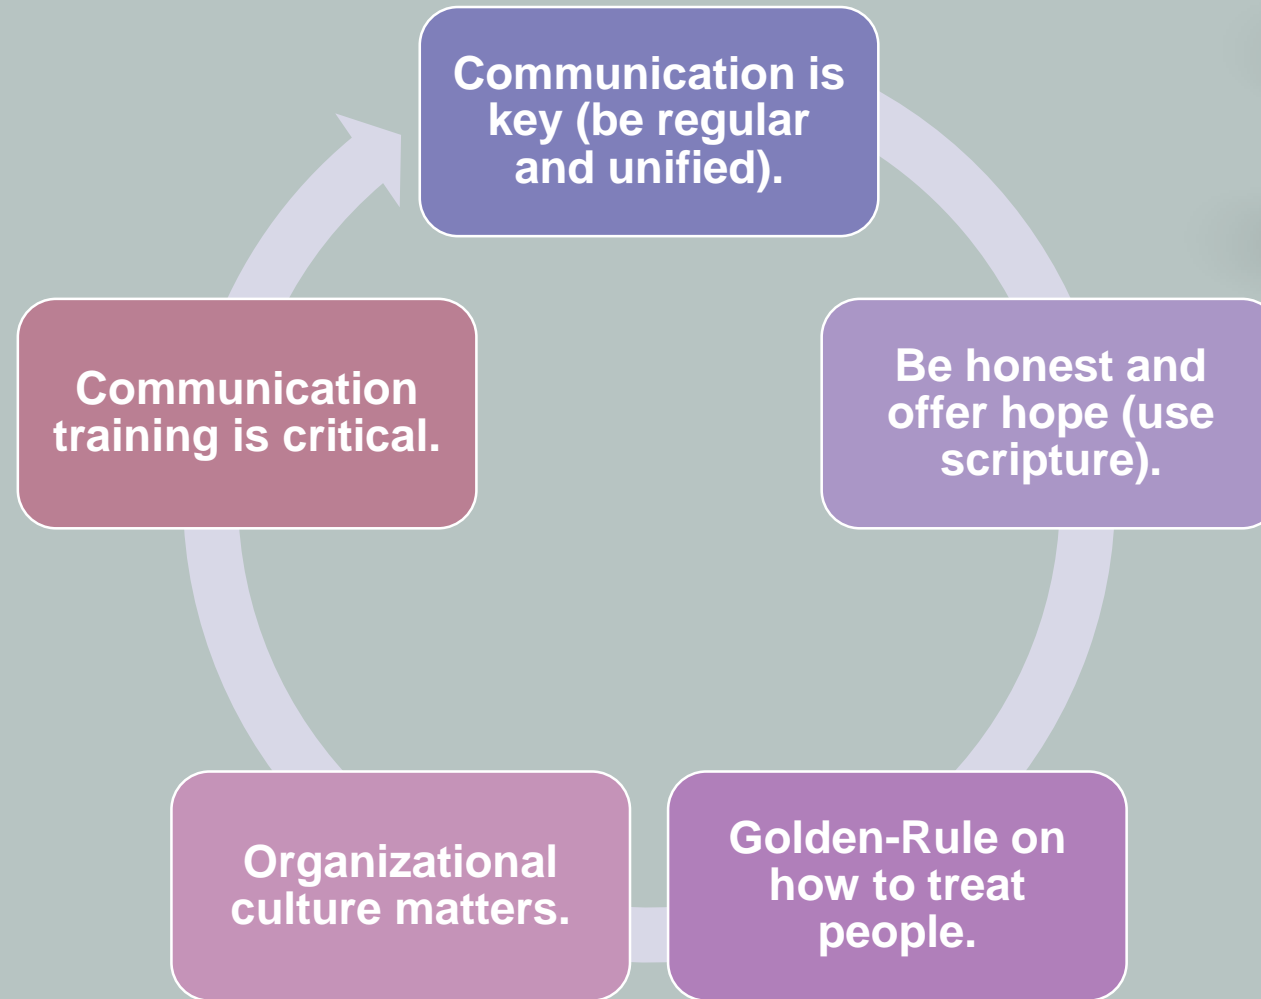 Communication is
key (be regular
and unified).
Be honest and
offer hope (use
scripture).
Golden-Rule on
how to treat
people.
Organizational
culture matters.
Communication
training is critical.